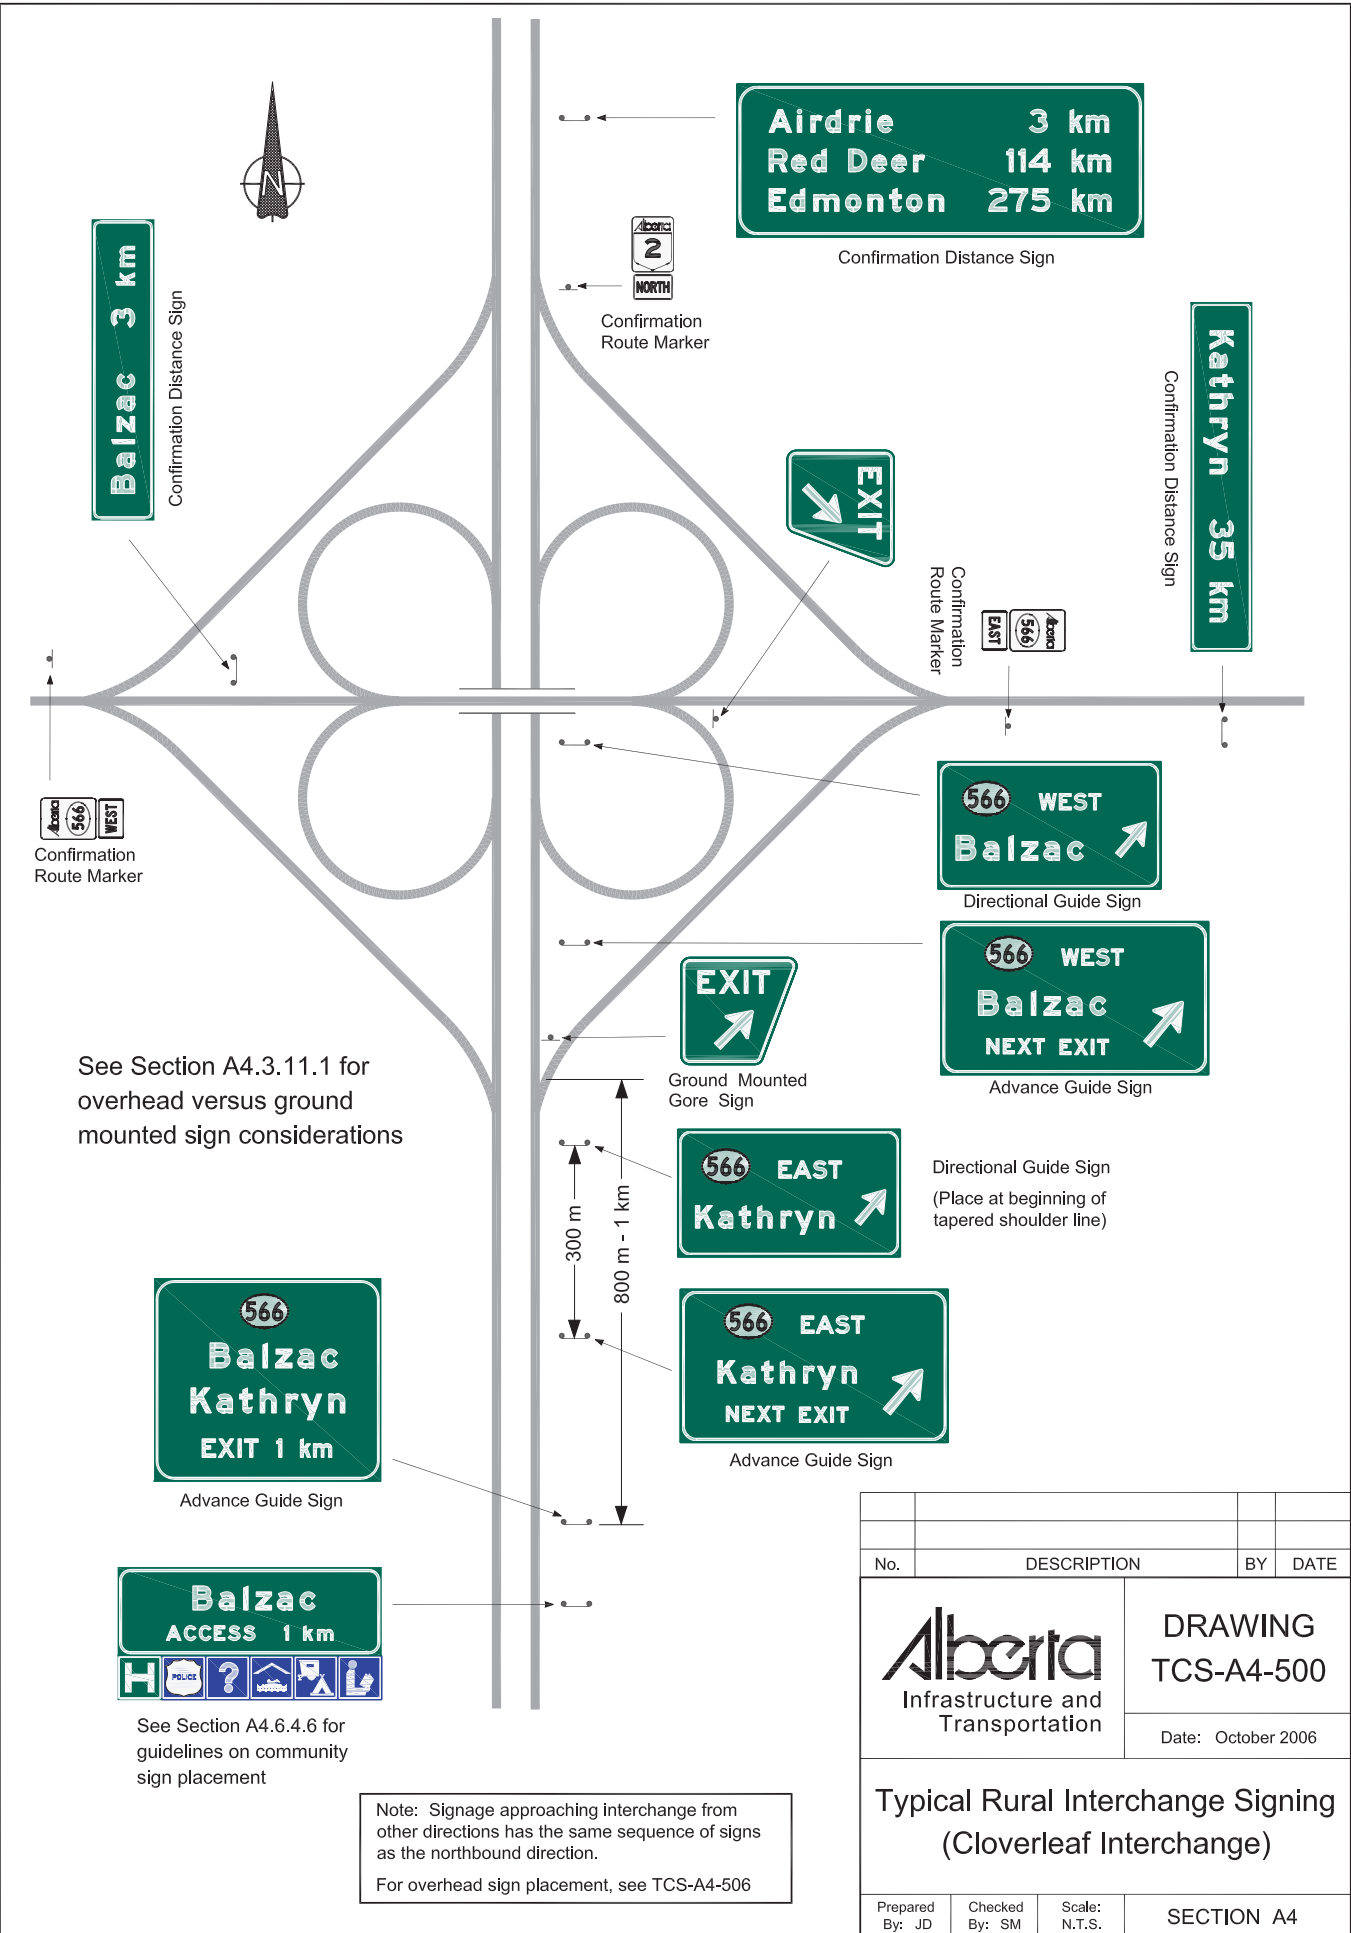 Airdrie 3 km
Red Deer 114 km
Edmonton 275 km
Confirmation Distance Sign
N
Alberta
2
NORTH
Confirmation
Route Marker
Balzac 3 km
Confirmation Distance Sign
Kathryn 35 km
Confirmation Distance Sign
EXIT
Confirmation
Route Marker
Alberta
566
EAST
Alberta
566
WEST
Confirmation
Route Marker
566 WEST
Balzac
Directional Guide Sign
566 WEST
Balzac
NEXT EXIT
Advance Guide Sign
EXIT
Ground Mounted
Gore Sign
See Section A4.3.11.1 for
overhead versus ground
mounted sign considerations
566 EAST
Kathryn
Directional Guide Sign
(Place at beginning of
tapered shoulder line)
300 m
800 m - 1 km
566 EAST
Kathryn
NEXT EXIT
Advance Guide Sign
566
Balzac
Kathryn
EXIT 1 km
Advance Guide Sign
Balzac
ACCESS 1 km
H POLICE ?
See Section A4.6.4.6 for
guidelines on community
sign placement
Note: Signage approaching interchange from
other directions has the same sequence of signs
as the northbound direction.
For overhead sign placement, see TCS-A4-506
No. DESCRIPTION BY DATE
Alberta
Infrastructure and
Transportation
DRAWING
TCS-A4-500
Date: October 2006
Typical Rural Interchange Signing
(Cloverleaf Interchange)
Prepared
By: JD
Checked
By: SM
Scale:
N.T.S.
SECTION A4